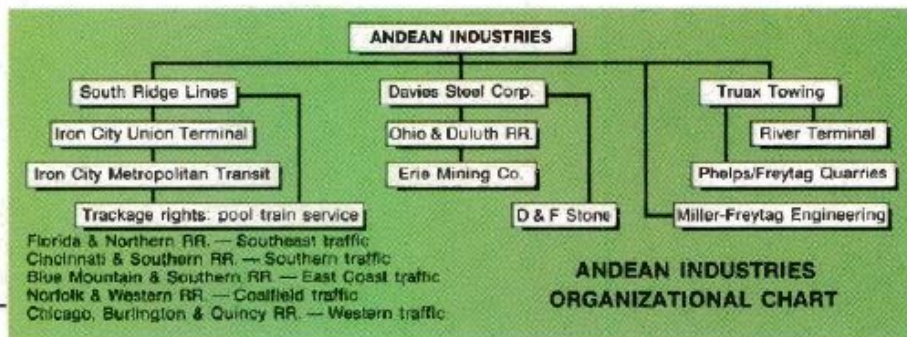 ANDEAN INDUSTRIES
South Ridge Lines
Davies Steel Corp.
Truax Towing
Iron City Union Terminal
Ohio & Duluth RR.
River Terminal
Iron City Metropolitan Transit
Erie Mining Co.
Phelps/Freytag Quarries
Trackage rights: pool train service
D & F Stone
Miller-Freytag Engineering
Florida & Northern RR. — Southeast traffic
Cincinnati & Southern RR. — Southern traffic
Blue Mountain & Southern RR. — East Coast traffic
Norfolk & Western RR. — Coalfield traffic
Chicago, Burlington & Quincy RR. — Western traffic
ANDEAN INDUSTRIES
ORGANIZATIONAL CHART